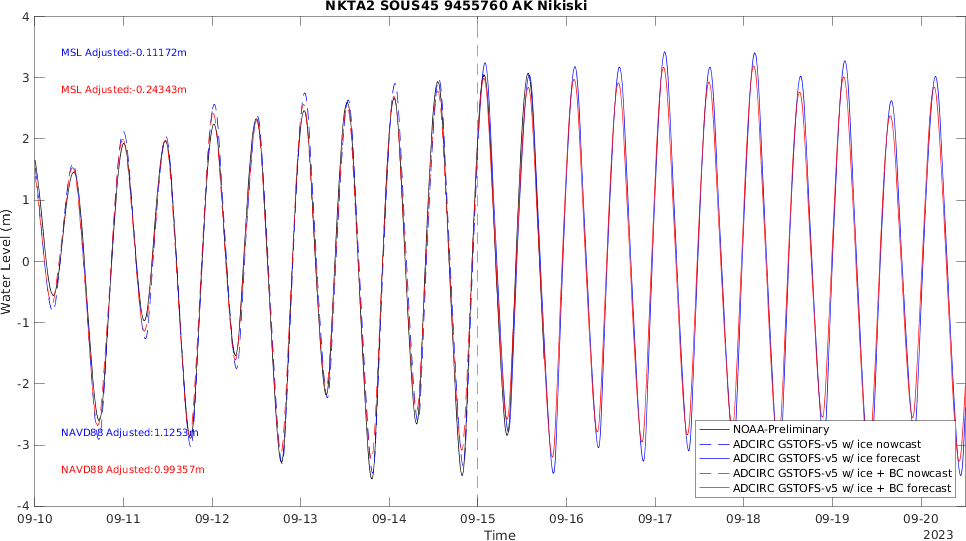 NKTA2 SOUS45 9455760 AK Nikiski
4
MSL Adjusted:-0.11172m
3
MSL Adjusted:-0.24343m
2
1
0
-1
-2
-3
-4
Water Level (m)
NAVD88 Adjusted:1.1253m
NAVD88 Adjusted:0.99357m
NOAA-Preliminary
ADCIRC GSTOFS-v5 w/ ice nowcast
ADCIRC GSTOFS-v5 w/ ice forecast
ADCIRC GSTOFS-v5 w/ ice + BC nowcast
ADCIRC GSTOFS-v5 w/ ice + BC forecast
09-10 09-11 09-12 09-13 09-14 09-15 09-16 09-17 09-18 09-19 09-20
Time
2023